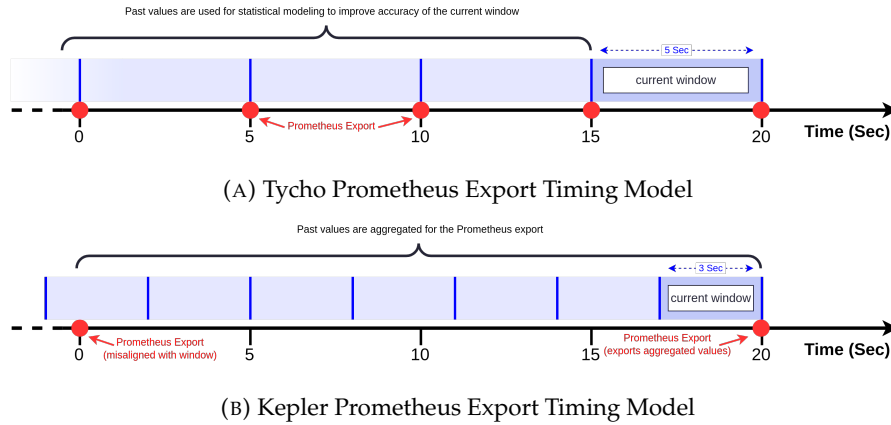 Past values are used for statistical modeling to improve accuracy of the current window
5 Sec
current window
Prometheus Export
0
5
10
15
20
Time (Sec)
(A) Tycho Prometheus Export Timing Model
Past values are aggregated for the Prometheus export
3 Sec
current window
Prometheus Export
(misaligned with window)
Prometheus Export
(exports aggregated values)
0
5
10
15
20
Time (Sec)
(B) Kepler Prometheus Export Timing Model